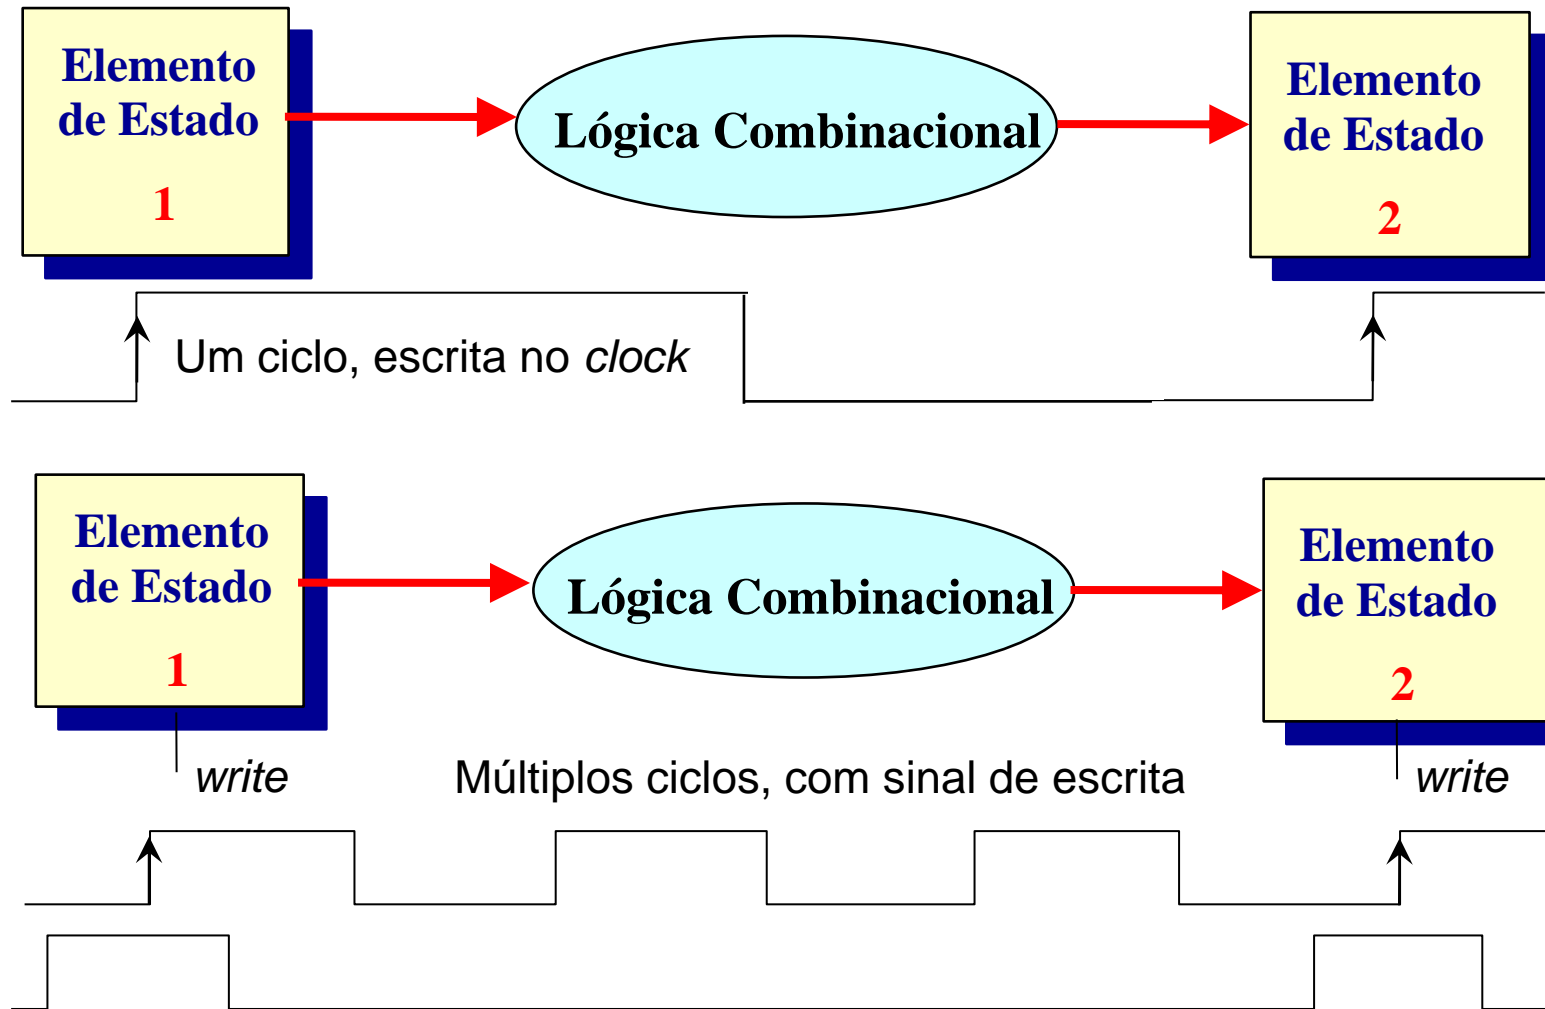 Elemento
de Estado
1
Lógica Combinacional
Elemento
de Estado
2
Um ciclo, escrita no clock
Elemento
de Estado
1
Lógica Combinacional
Elemento
de Estado
2
write
Múltiplos ciclos, com sinal de escrita
write